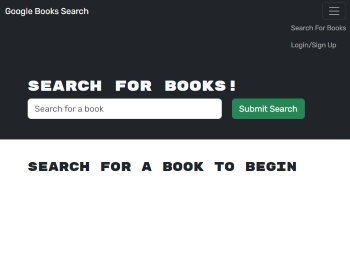 Google Books Search
Search For Books
Login/Sign Up
SEARCH FOR BOOKS!
Search for a book
Submit Search
SEARCH FOR A BOOK TO BEGIN